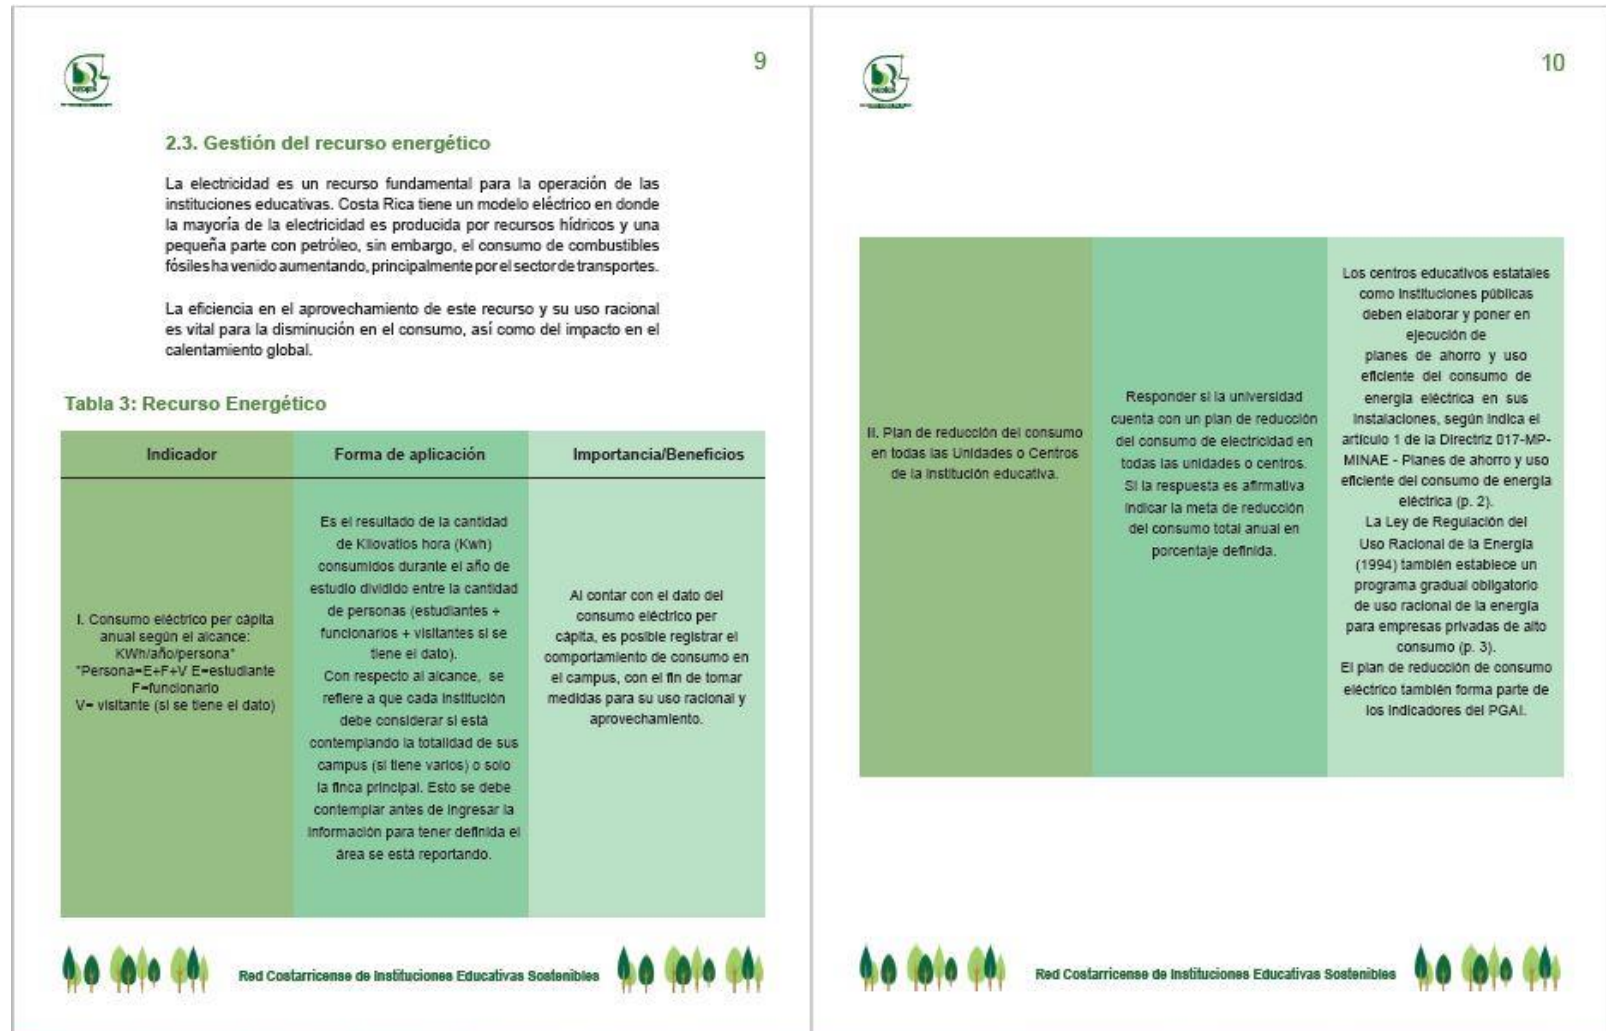 9
2.3. Gestión del recurso energético
La electricidad es un recurso fundamental para la operación de las
instituciones educativas. Costa Rica tiene un modelo eléctrico en donde
la mayoría de la electricidad es producida por recursos hídricos y una
pequeña parte con petróleo, sin embargo, el consumo de combustibles
fósiles ha venido aumentando, principalmente por el sector de transportes.
La eficiencia en el aprovechamiento de este recurso y su uso racional
es vital para la disminución en el consumo, así como del impacto en el
calentamiento global.
Tabla 3: Recurso Energético
Indicador
Forma de aplicación
Importancia/Beneficios
I. Consumo eléctrico per cápita
anual según el alcance:
KWh/año/persona*
*Persona=E+F+V E=estudiante
F=funcionario
V= visitante (si se tiene el dato)
Es el resultado de la cantidad
de Kilovatios hora (Kwh)
consumidos durante el año de
estudio dividido entre la cantidad
de personas (estudiantes +
funcionarios + visitantes si se
tiene el dato).
Con respecto al alcance, se
refiere a que cada institución
debe considerar si está
contemplando la totalidad de sus
campus (si tiene varios) o solo
la finca principal. Esto se debe
contemplar antes de ingresar la
información para tener definida el
área se está reportando.
Al contar con el dato del
consumo eléctrico per
cápita, es posible registrar el
comportamiento de consumo en
el campus, con el fin de tomar
medidas para su uso racional y
aprovechamiento.
Red Costarricense de Instituciones Educativas Sostenibles
10
II. Plan de reducción del consumo
en todas las Unidades o Centros
de la institución educativa.
Responder si la universidad
cuenta con un plan de reducción
del consumo de electricidad en
todas las unidades o centros.
Si la respuesta es afirmativa
indicar la meta de reducción
del consumo total anual en
porcentaje definida.
Los centros educativos estatales
como instituciones públicas
deben elaborar y poner en
ejecución de
planes de ahorro y uso
eficiente del consumo de
energía eléctrica en sus
instalaciones, según indica el
artículo 1 de la Directriz 017-MP-
MINAE - Planes de ahorro y uso
eficiente del consumo de energía
eléctrica (p. 2).
La Ley de Regulación del
Uso Racional de la Energía
(1994) también establece un
programa gradual obligatorio
de uso racional de la energía
para empresas privadas de alto
consumo (p. 3).
El plan de reducción de consumo
eléctrico también forma parte de
los indicadores del PGAI.
Red Costarricense de Instituciones Educativas Sostenibles